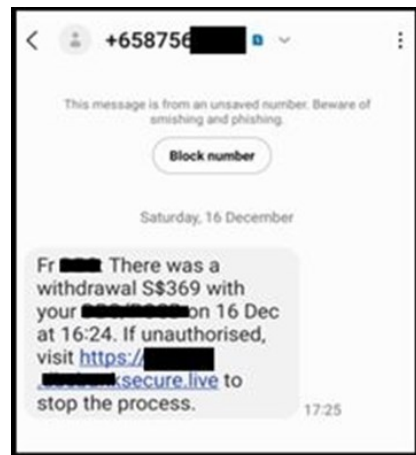 +658756
This message is from an unsaved number. Beware of
smishing and phishing.
Block number
Saturday, 16 December
Fr There was a
withdrawal S$369 with
your on 16 Dec
at 16:24. If unauthorised,
visit https://
ksecure.live to
stop the process.
17:25